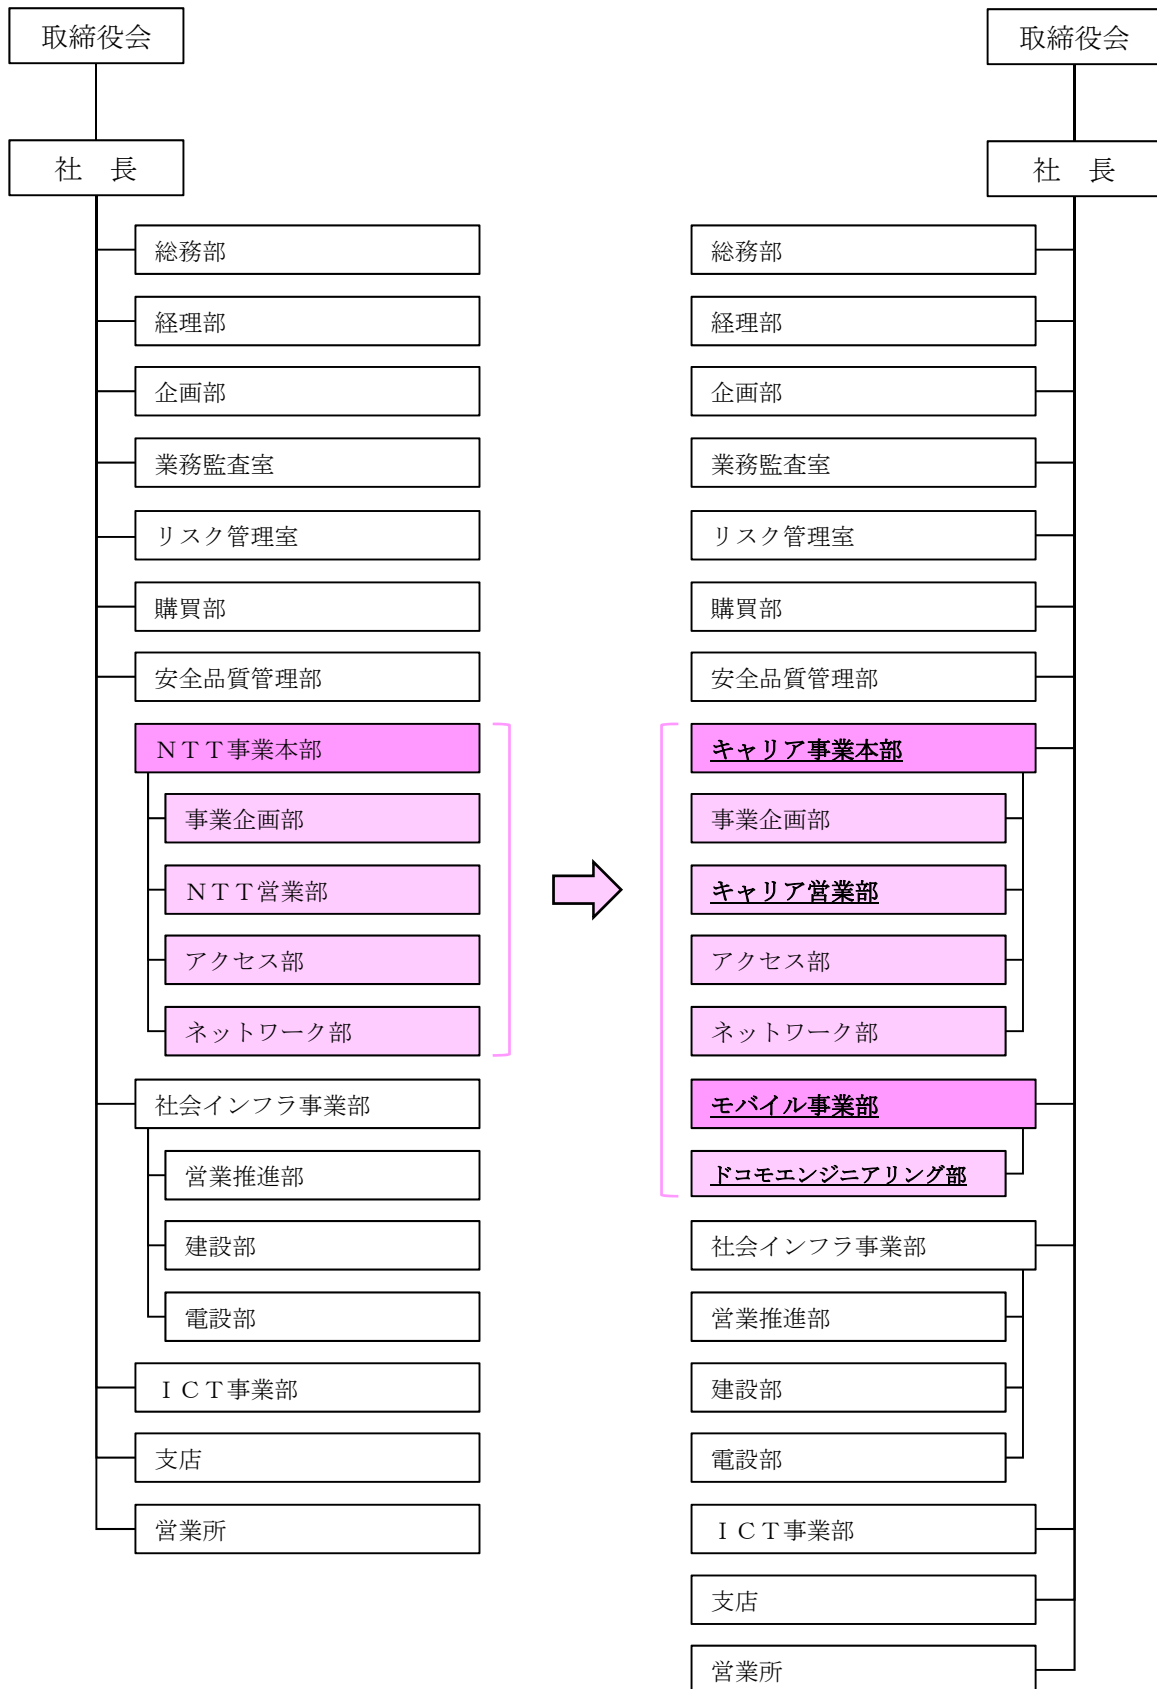 取締役会
社　長
総務部
経理部
企画部
業務監査室
リスク管理室
購買部
安全品質管理部
ＮＴＴ事業本部
事業企画部
ＮＴＴ営業部
アクセス部
ネットワーク部
社会インフラ事業部
営業推進部
建設部
電設部
ＩＣＴ事業部
支店
営業所
取締役会
社　長
総務部
経理部
企画部
業務監査室
リスク管理室
購買部
安全品質管理部
キャリア事業本部
事業企画部
キャリア営業部
アクセス部
ネットワーク部
モバイル事業部
ドコモエンジニアリング部
社会インフラ事業部
営業推進部
建設部
電設部
ＩＣＴ事業部
支店
営業所